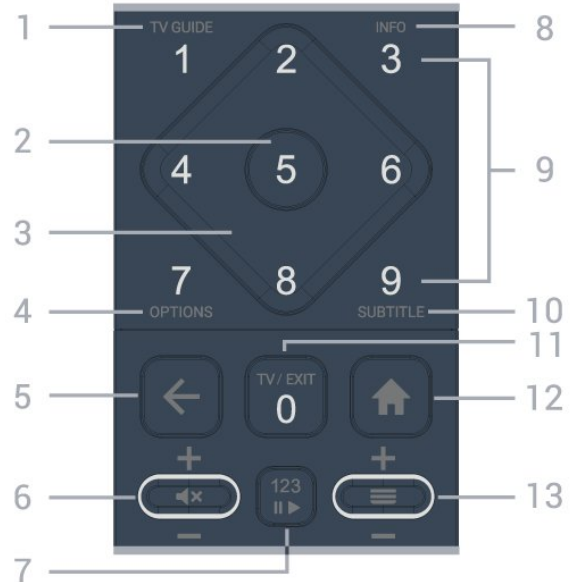 1 TV GUIDE INFO 8
1 2 3
2 4 5 6 9
3
7 8 9
4 OPTIONS SUBTITLE 10
11
5 TV / EXIT 12
0
+ +
6 123 13
− −
7